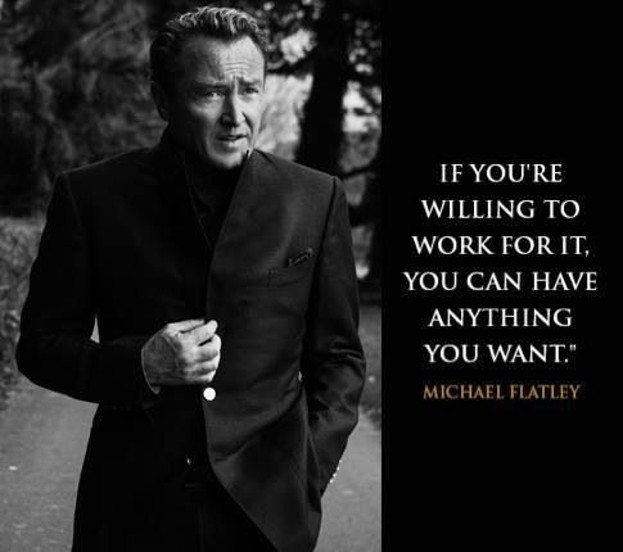 IF YOU'RE
WILLING TO
WORK FOR IT,
YOU CAN HAVE
ANYTHING
YOU WANT."
MICHAEL FLATLEY